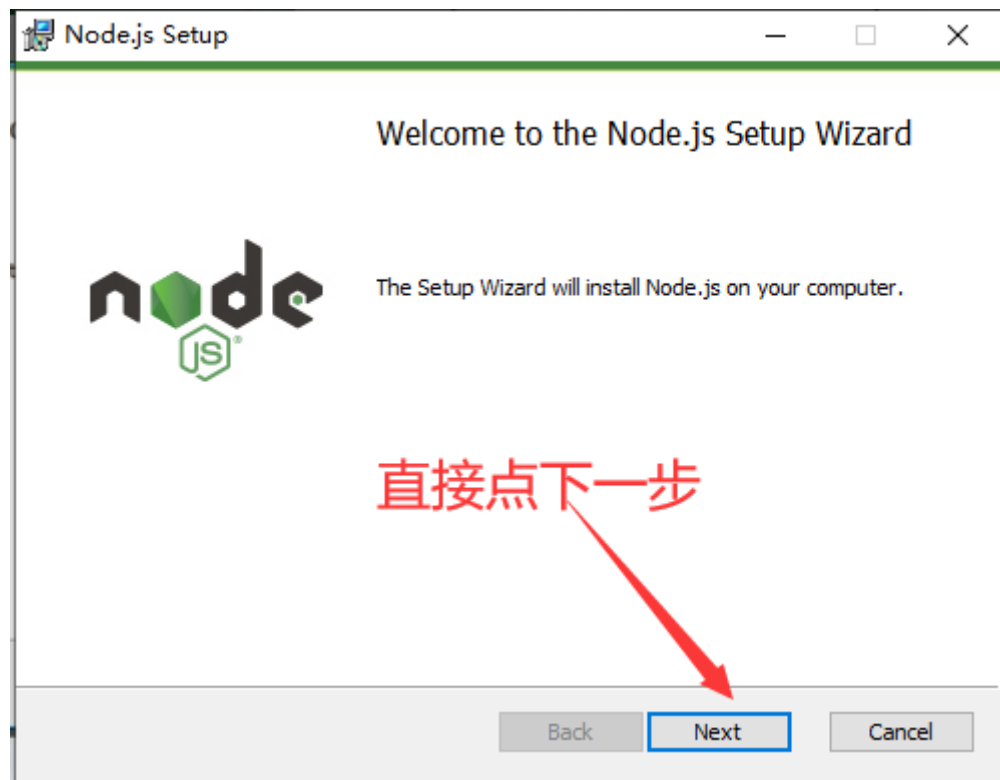 Node.js Setup
Welcome to the Node.js Setup Wizard
node
JS
The Setup Wizard will install Node.js on your computer.
直接点下一步
Back Next Cancel